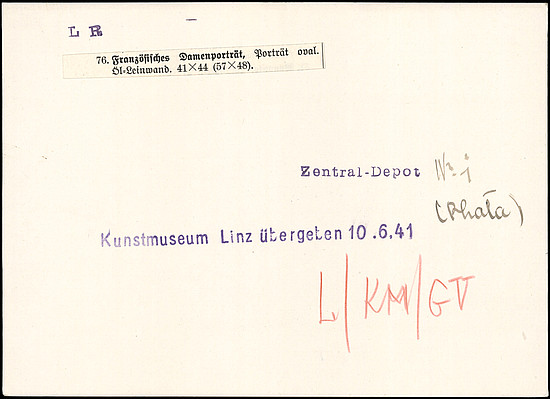 L R
76. Französisches Damenporträt, Porträt oval.
Öl-Leinwand. 41×44 (57×48).
Zentral-Depot
Kunstmuseum Linz übergeben 10.6.41
L/KM/GV